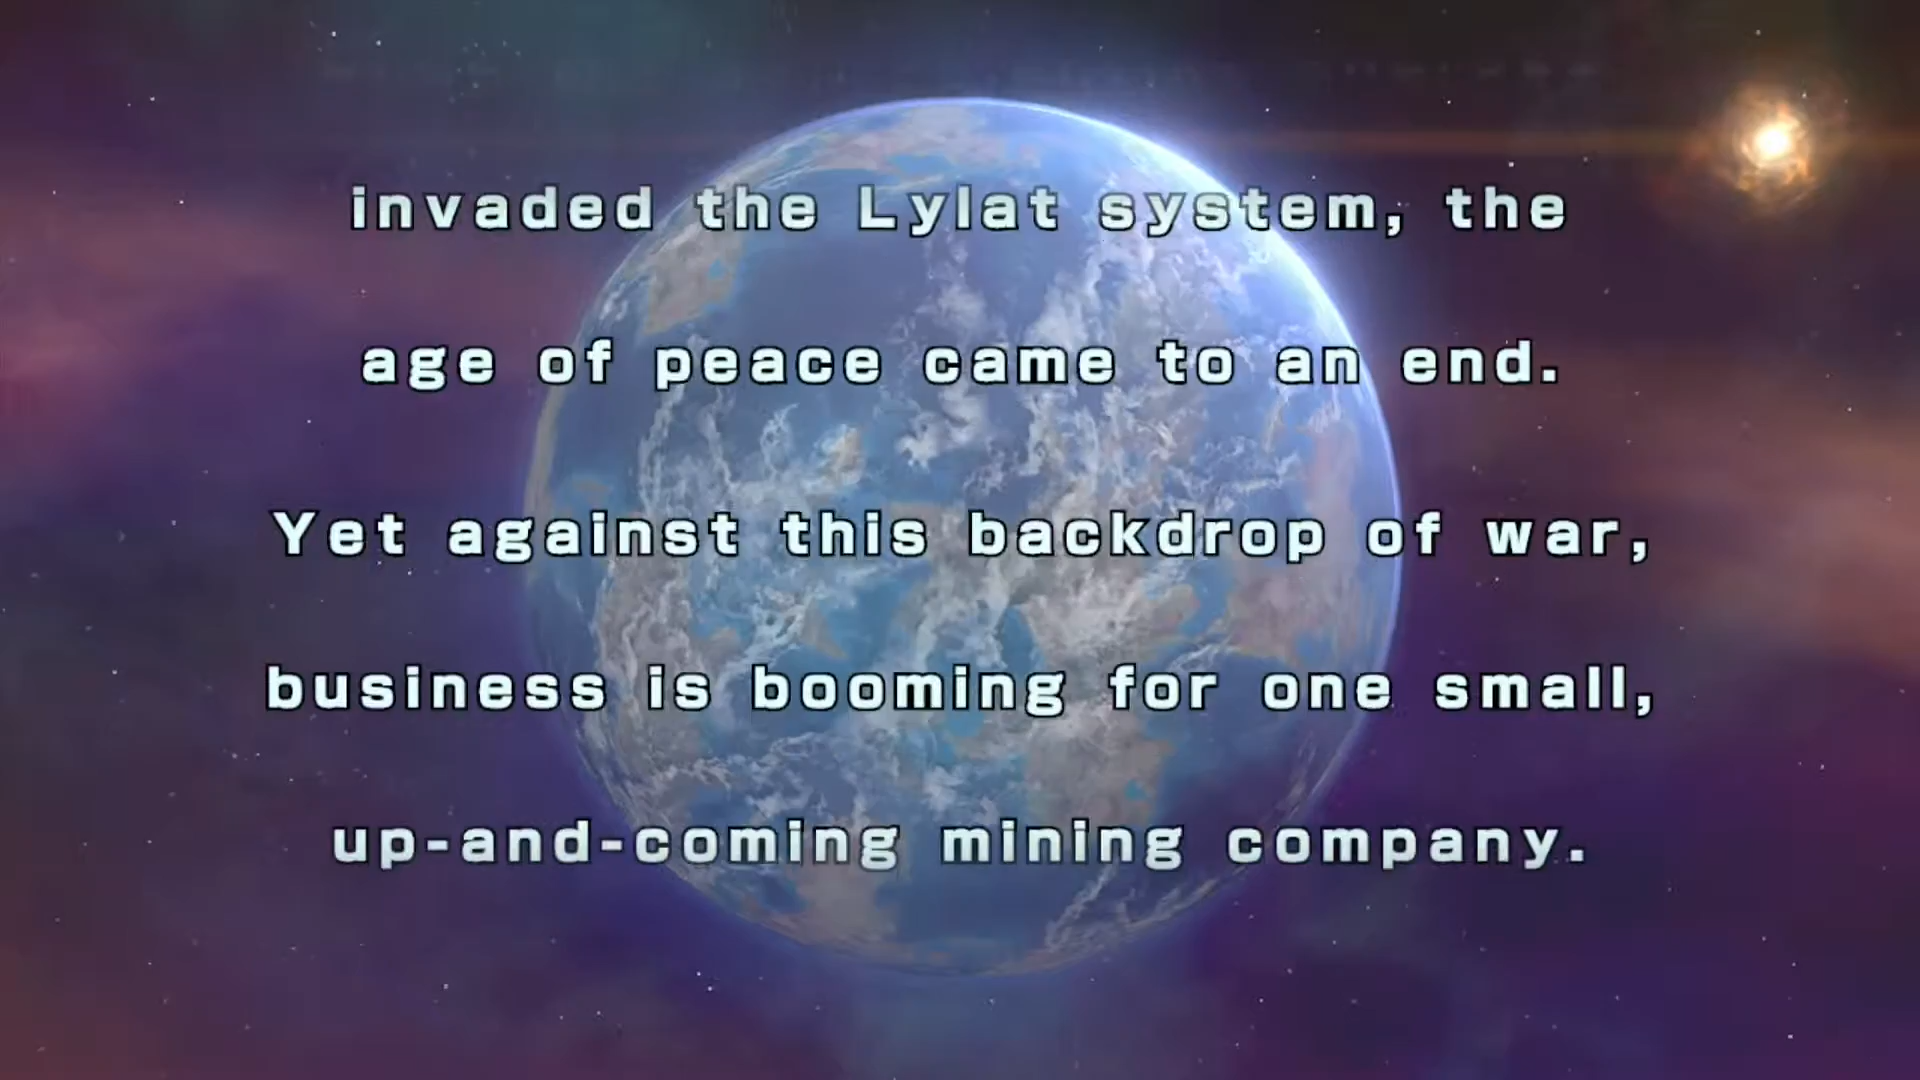 invaded the Lylat system, the
age of peace came to an end.
Yet against this backdrop of war,
business is booming for one small,
up-and-coming mining company.